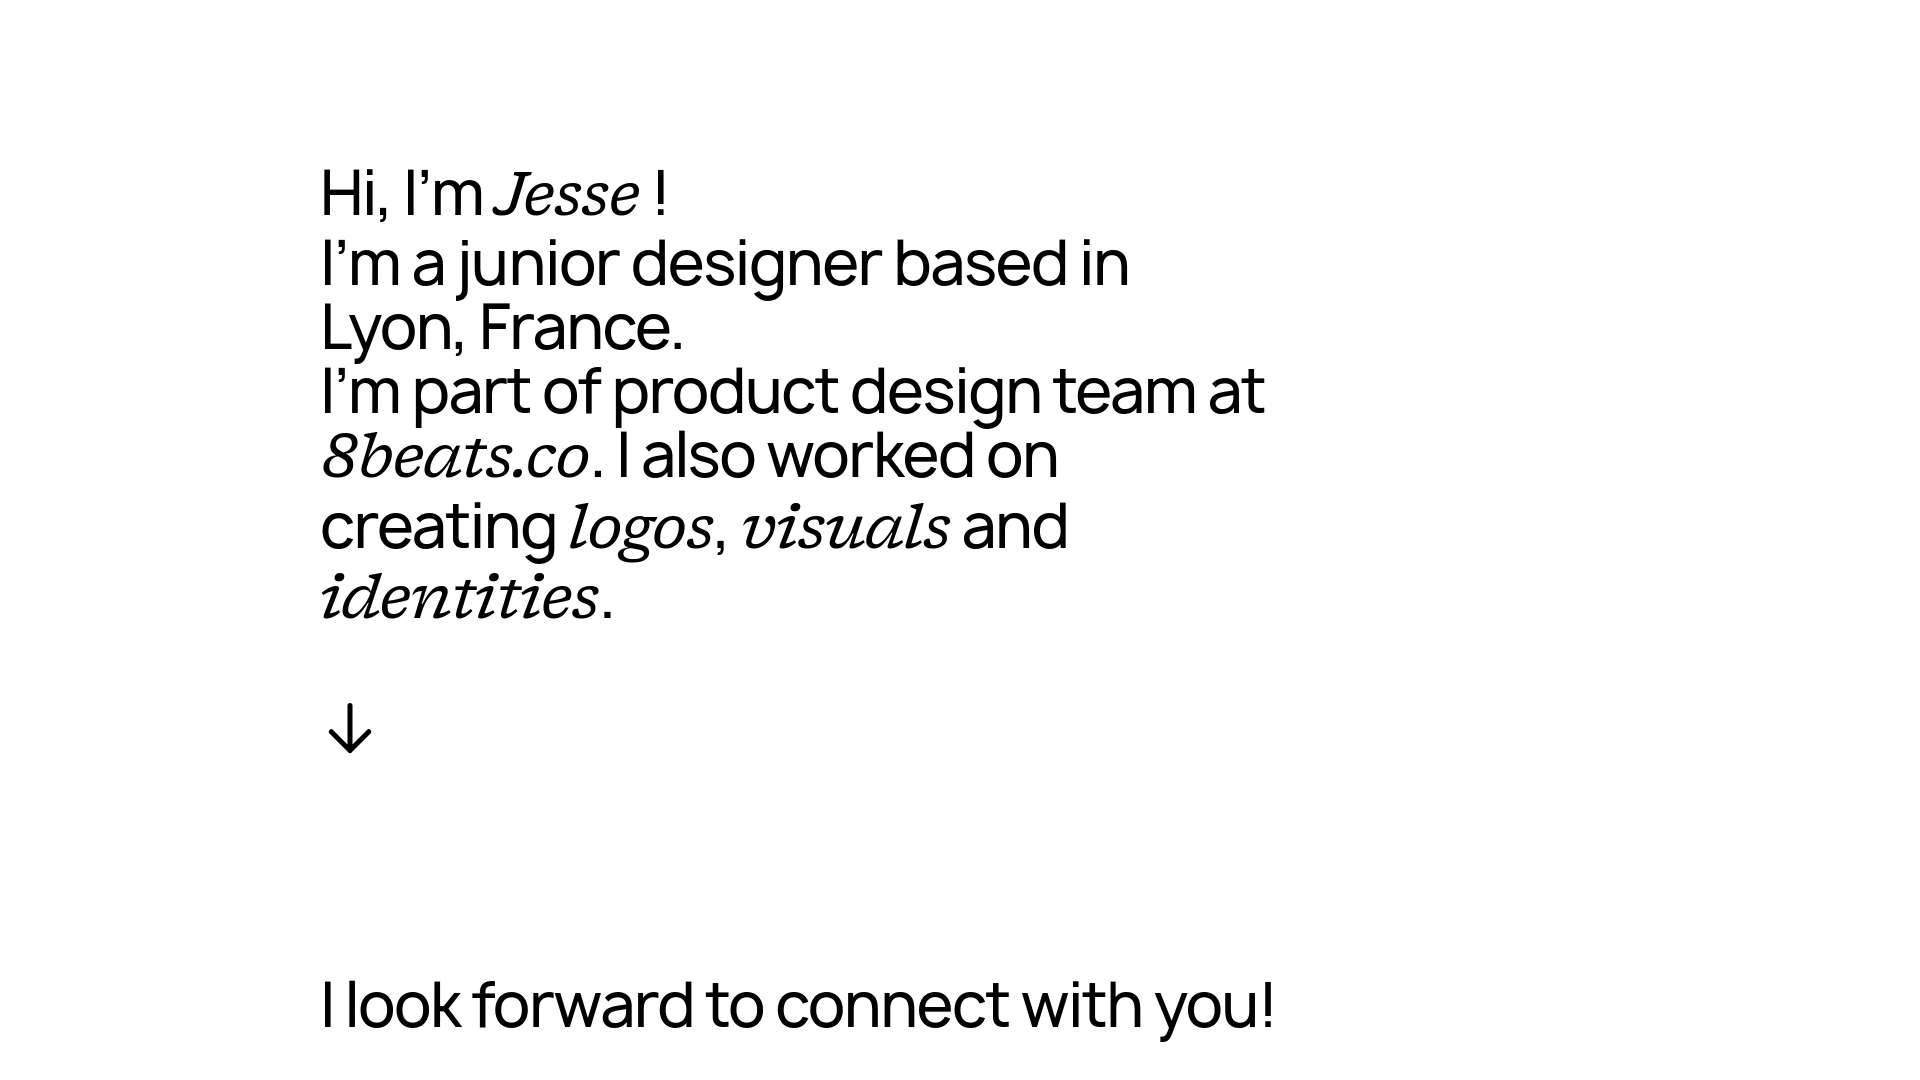 Hi, I’m Jesse !
I’m a junior designer based in
Lyon, France.
I’m part of product design team at
8beats.co. I also worked on
creating logos, visuals and
identities.
↓
I look forward to connect with you!